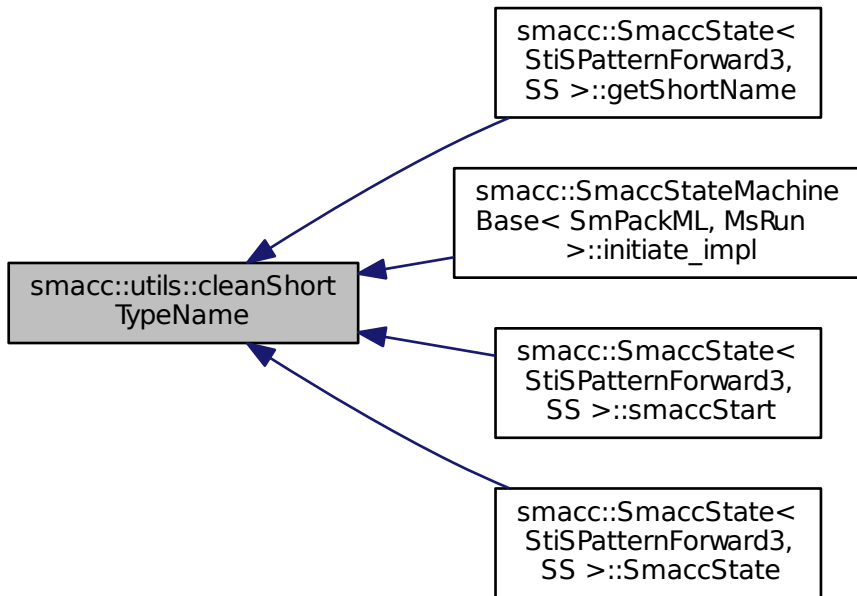 smacc::SmaccState<
StiSPatternForward3,
SS >::getShortName
smacc::SmaccStateMachine
Base< SmPackML, MsRun
>::initiate_impl
smacc::utils::cleanShort
TypeName
smacc::SmaccState<
StiSPatternForward3,
SS >::smaccStart
smacc::SmaccState<
StiSPatternForward3,
SS >::SmaccState